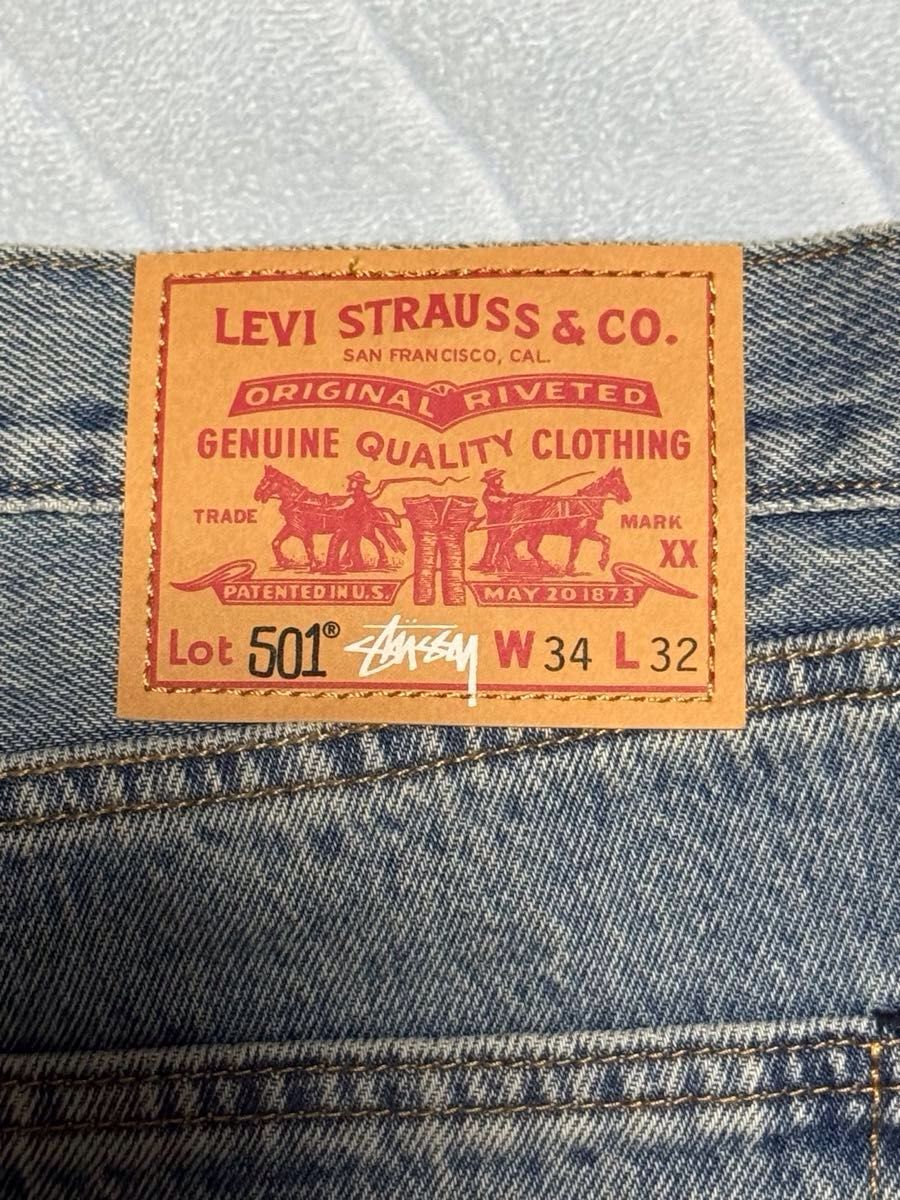 LEVI STRAUSS & CO.
SAN FRANCISCO, CAL.
ORIGINAL RIVETED
GENUINE QUALITY CLOTHING
TRADE MARK
XX
PATENTED IN U.S. MAY 20 1873
Lot 501® Stüssy W 34 L 32